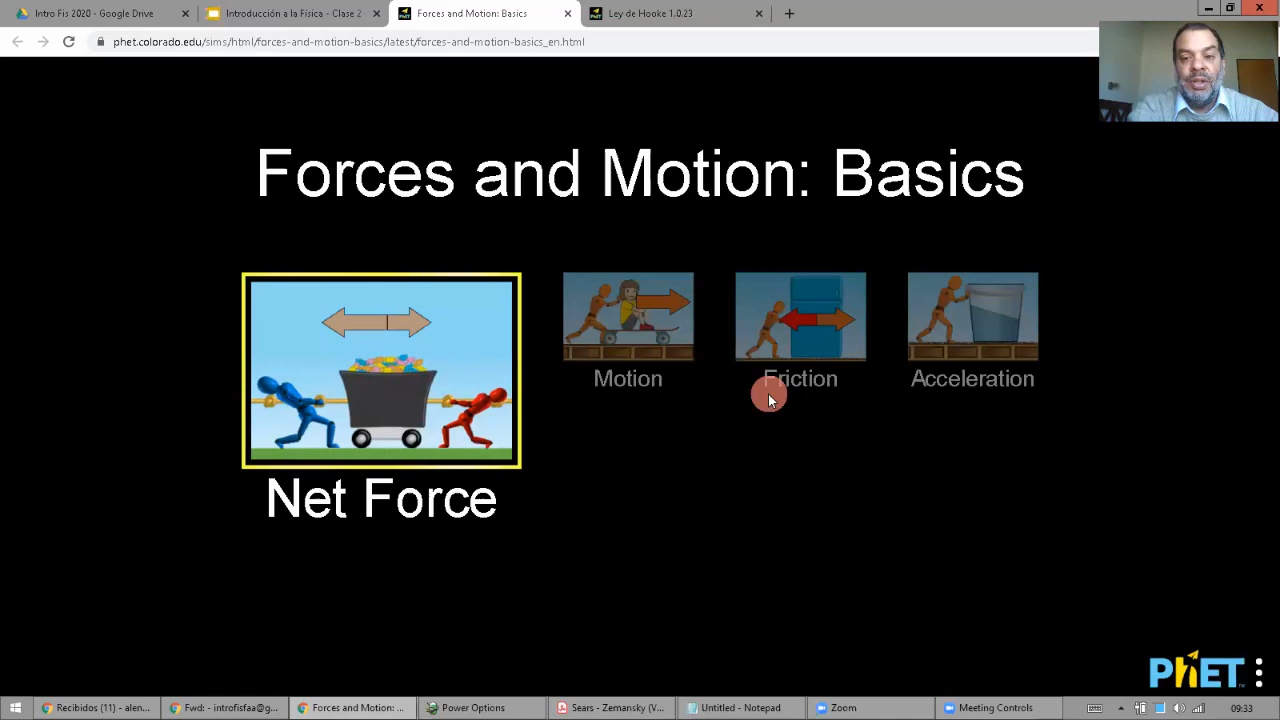 Intro Fis 2020 - Google Drive
Introducción a la Física - Clase 2
Forces and Motion: Basics
Ley de Hooke 1.0.23
phet.colorado.edu/sims/html/forces-and-motion-basics/latest/forces-and-motion-basics_en.html
Forces and Motion: Basics
Motion
Friction
Acceleration
Net Force
PhET
Recibidos (11) - alen...
Fwd: - introfisfaa@g...
Forces and Motion: ...
Power Options
Sears - Zemansky (V...
Untitled - Notepad
Zoom
Meeting Controls
09:33